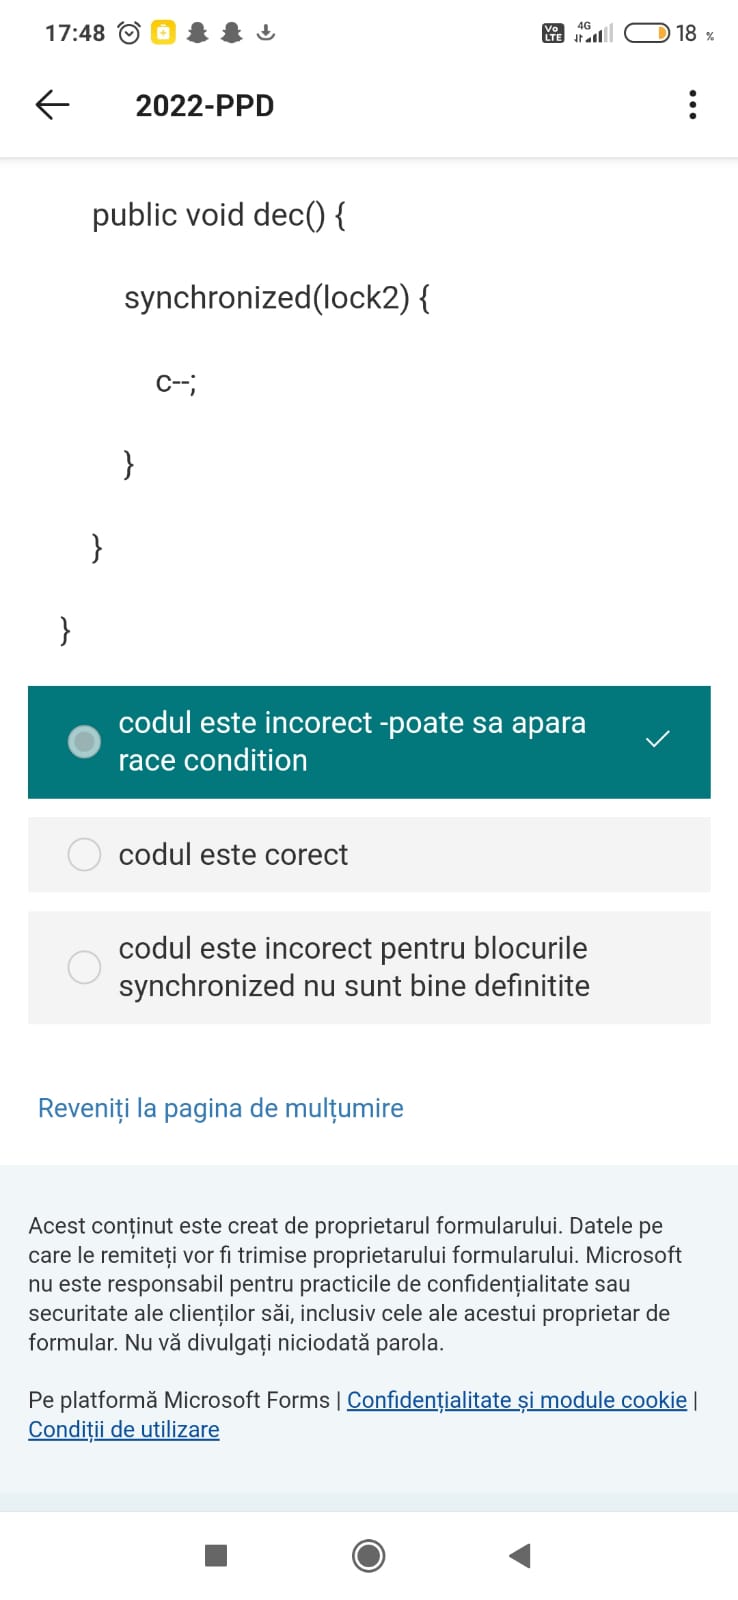 17:48
Vo
LTE
4G
18 %
2022-PPD
public void dec() {
synchronized(lock2) {
c--;
}
}
}
codul este incorect -poate sa apara
race condition
codul este corect
codul este incorect pentru blocurile
synchronized nu sunt bine definitite
Reveniți la pagina de mulțumire
Acest conținut este creat de proprietarul formularului. Datele pe
care le remiteți vor fi trimise proprietarului formularului. Microsoft
nu este responsabil pentru practicile de confidențialitate sau
securitate ale clienților săi, inclusiv cele ale acestui proprietar de
formular. Nu vă divulgați niciodată parola.
Pe platformă Microsoft Forms | Confidențialitate și module cookie |
Condiții de utilizare